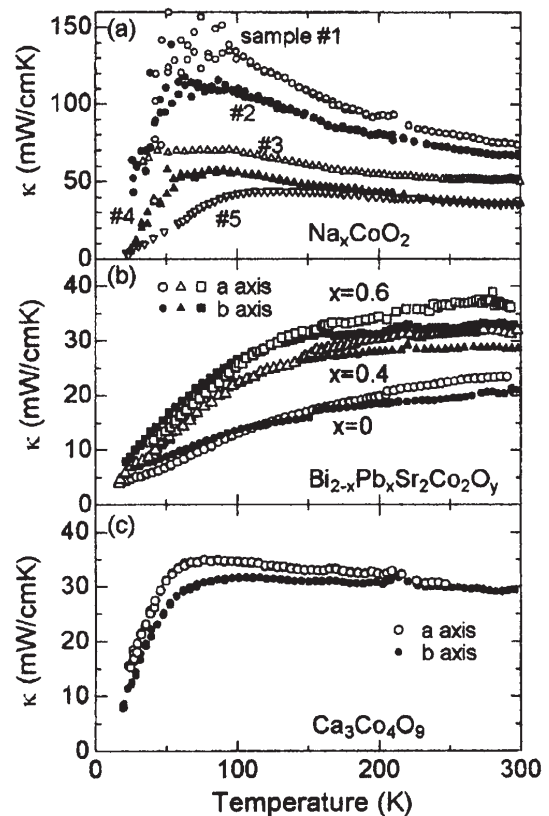 (a)
150
100
50
0
κ (mW/cmK)
sample #1
#2
#3
#4
#5
NaₓCoO₂
(b)
40
30
20
10
0
κ (mW/cmK)
a axis
b axis
x=0.6
x=0.4
x=0
Bi₂₋ₓPbₓSr₂Co₂Oy
(c)
40
30
20
10
0
κ (mW/cmK)
a axis
b axis
Ca₃Co₄O₉
0 100 200 300
Temperature (K)